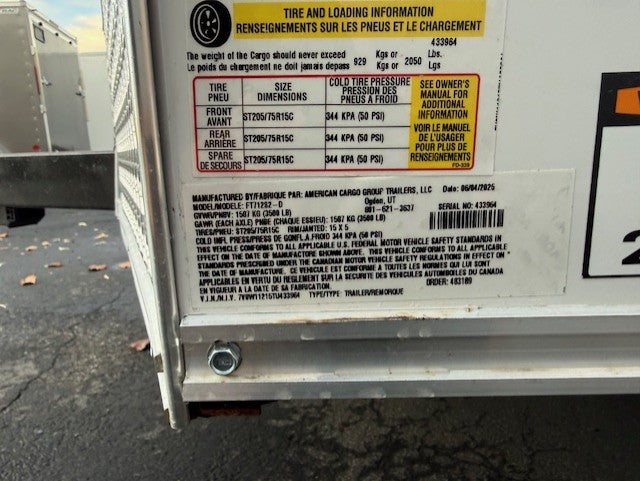 TIRE AND LOADING INFORMATION
RENSEIGNEMENTS SUR LES PNEUS ET LE CHARGEMENT
433964
The weight of the Cargo should never exceed 929 Kgs or 2050 Lbs.
Le poids du chargement ne doit jamais depass Kgs or Lgs
TIRE PNEU
SIZE DIMENSIONS
COLD TIRE PRESSURE PRESSION DES PNEUS A FROID
SEE OWNER'S MANUAL FOR ADDITIONAL INFORMATION
VOIR LE MANUEL DE L'USAGER POUR PLUS DE RENSEIGNEMENTS
FRONT AVANT ST205/75R15C 344 KPA (50 PSI)
REAR ARRIÈRE ST205/75R15C 344 KPA (50 PSI)
SPARE DE SECOURS ST205/75R15C 344 KPA (50 PSI)
MANUFACTURED BY/FABRIQUE PAR: AMERICAN CARGO GROUP TRAILERS, LLC Date: 06/04/2025
MODEL/MODELE: FT712S2-D Ogden, UT
GVWR/PNBV: 1587 KG (3500 LB) 801-621-3637 SERIAL NO: 433964
GAWR (EACH AXLE) PNBE (CHAQUE ESSIEU): 1587 KG (3500 LB)
TIRE/PNEU: ST205/75R15C RIM/JANTED: 15 X 5
COLD INFL PRESS/PRESS DE GONFL A FROID 344 KPA (50 PSI)
THIS VEHICLE CONFORMS TO ALL APPLICABLE U.S. FEDERAL MOTOR VEHICLE SAFETY STANDARDS IN
EFFECT ON THE DATE OF MANUFACTURE SHOWN ABOVE. THIS VEHICLE CONFORMS TO ALL APPLICABLE
STANDARDS PRESCRIBED UNDER THE CANADIAN MOTOR VEHICLE SAFETY REGULATIONS IN EFFECT ON
THE DATE OF MANUFACTURE. CE VEHICULE EST CONFORME A TOUTES LES NORMES QUI LUI SONT
APPLICABLES EN VERTU DU REGLEMENT SUR LA SECURITE DES VEHICULES AUTOMOBILES DU CANADA
EN VIGUEUR A LA DATE DE SA FABRICATION. ORDER: 483189
V.I.N./N.I.V. TYPE/TYPE: TRAILER/REMORQUE
2